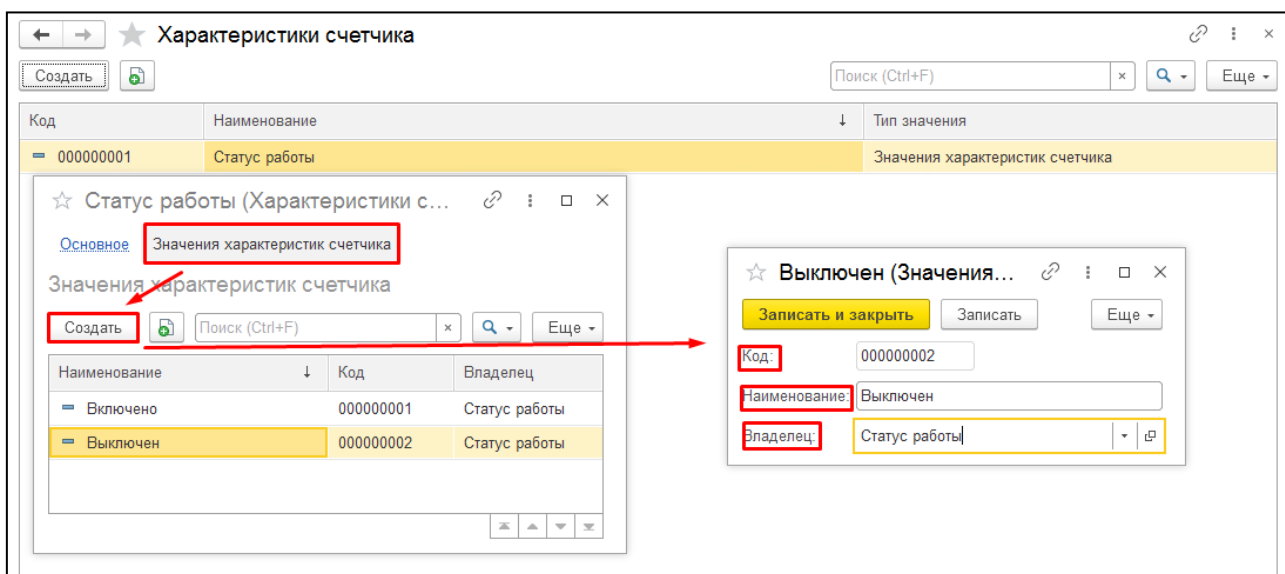 Характеристики счетчика
Создать Поиск (Ctrl+F) × Еще
Код Наименование ↓ Тип значения
000000001 Статус работы Значения характеристик счетчика
Статус работы (Характеристики с...
Основное Значения характеристик счетчика
Значения характеристик счетчика
Создать Поиск (Ctrl+F) × Еще
Наименование ↓ Код Владелец
Включено 000000001 Статус работы
Выключен 000000002 Статус работы
Выключен (Значения...
Записать и закрыть Записать Еще
Код: 000000002
Наименование: Выключен
Владелец: Статус работы